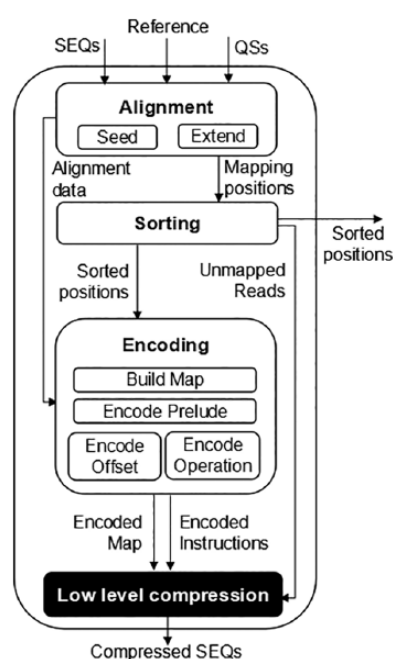 SEQs
Reference
QSs
Alignment
Seed
Extend
Alignment
data
Mapping
positions
Sorting
Sorted
positions
Sorted
positions
Unmapped
Reads
Encoding
Build Map
Encode Prelude
Encode
Offset
Encode
Operation
Encoded
Map
Encoded
Instructions
Low level compression
Compressed SEQs